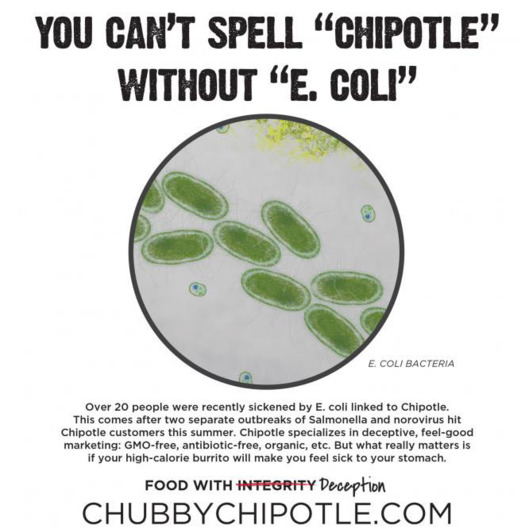 YOU CAN'T SPELL “CHIPOTLE”
WITHOUT “E. COLI”
E. COLI BACTERIA
Over 20 people were recently sickened by E. coli linked to Chipotle.
This comes after two separate outbreaks of Salmonella and norovirus hit
Chipotle customers this summer. Chipotle specializes in deceptive, feel-good
marketing: GMO-free, antibiotic-free, organic, etc. But what really matters is
if your high-calorie burrito will make you feel sick to your stomach.
FOOD WITH INTEGRITY Deception
CHUBBYCHIPOTLE.COM